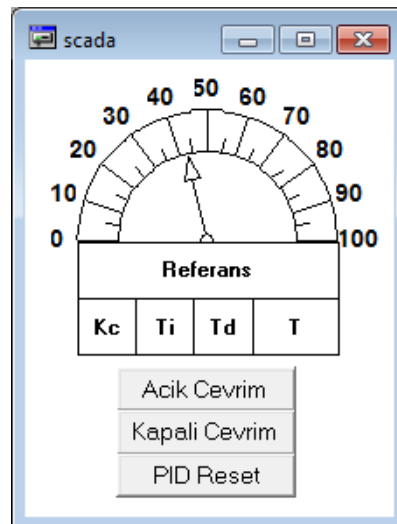 scada
0 10 20 30 40 50 60 70 80 90 100
Referans
Kc Ti Td T
Acik Cevrim
Kapali Cevrim
PID Reset